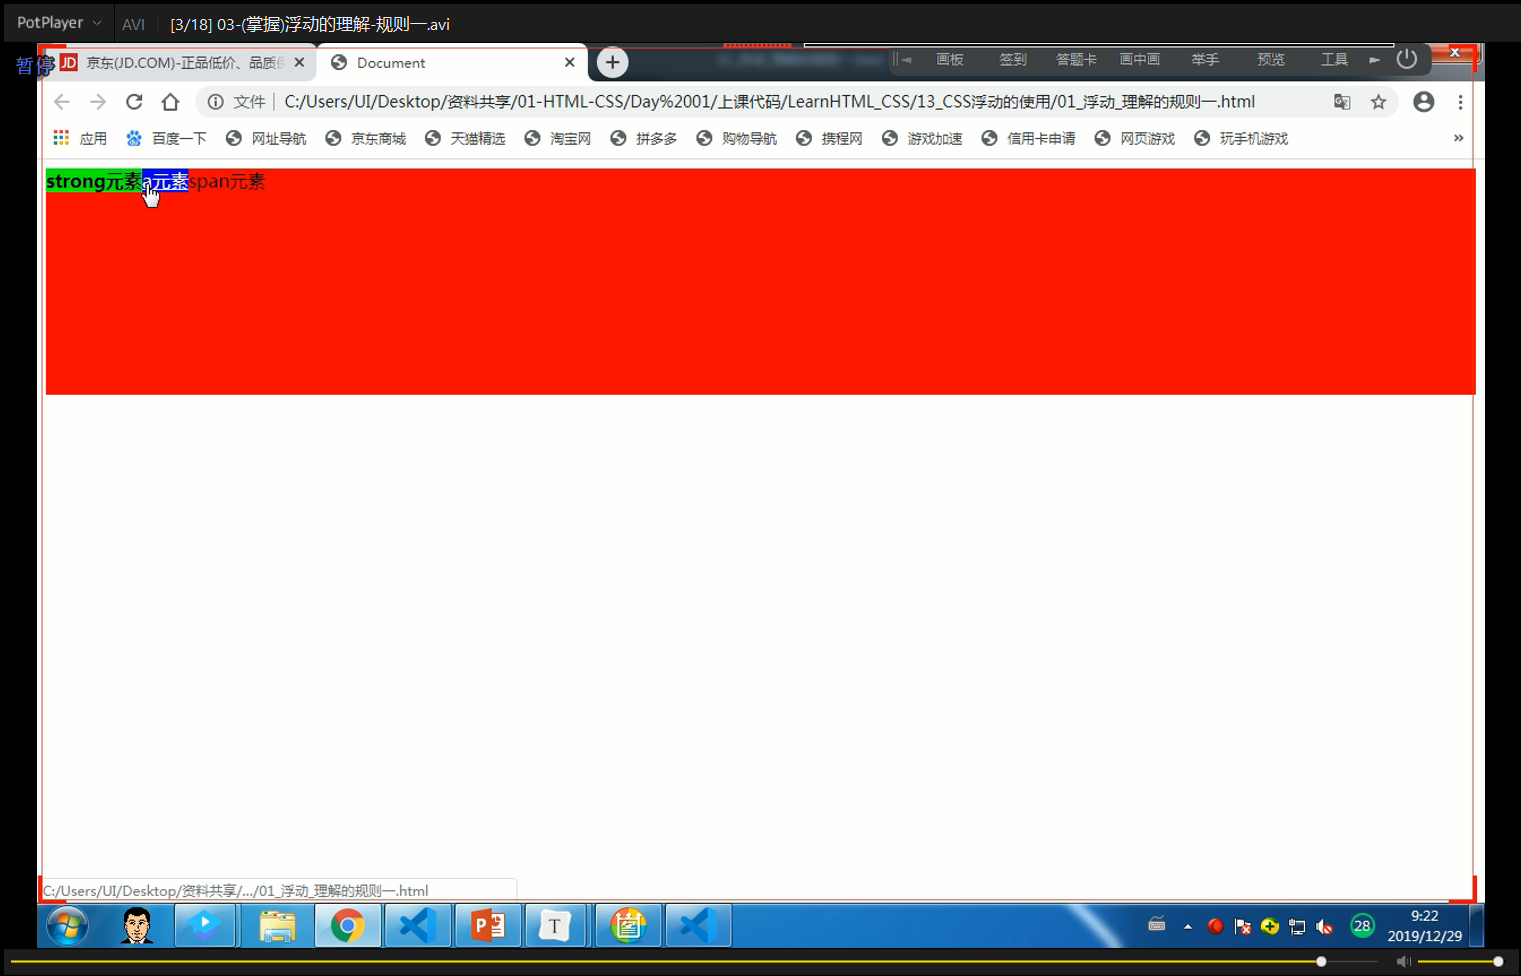 PotPlayer AVI [3/18] 03-(掌握)浮动的理解-规则一.avi
暂停
JD 京东(JD.COM)-正品低价、品质 Document 画板 签到 答题卡 画中画 举手 预览 工具
文件 C:/Users/UI/Desktop/资料共享/01-HTML-CSS/Day%2001/上课代码/LearnHTML_CSS/13_CSS浮动的使用/01_浮动_理解的规则一.html
应用 百度一下 网址导航 京东商城 天猫精选 淘宝网 拼多多 购物导航 携程网 游戏加速 信用卡申请 网页游戏 玩手机游戏 »
strong元素a元素span元素
C:/Users/UI/Desktop/资料共享/.../01_浮动_理解的规则一.html
P T 28 9:22
2019/12/29